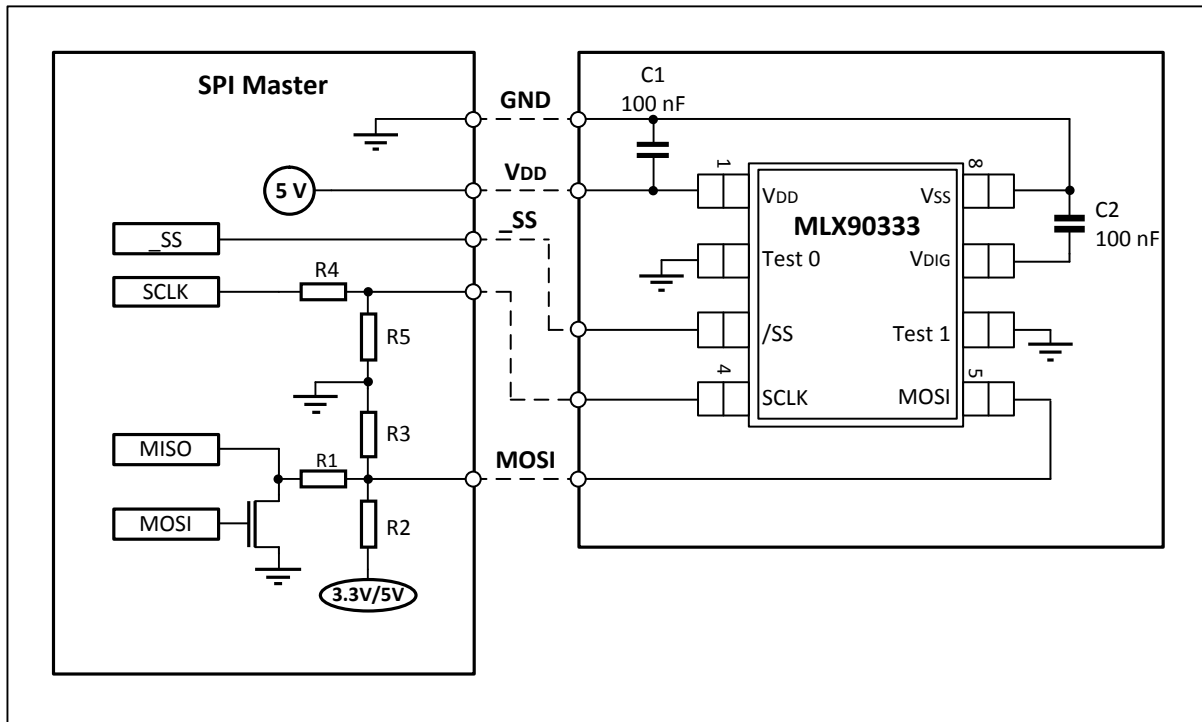 SPI Master
GND
VDD
_SS
5 V
_SS
SCLK
R4
R5
R3
MISO
R1
MOSI
R2
3.3V/5V
MOSI
C1
100 nF
1
8
VDD
VSS
MLX90333
C2
100 nF
Test 0
VDIG
/SS
Test 1
4
5
SCLK
MOSI